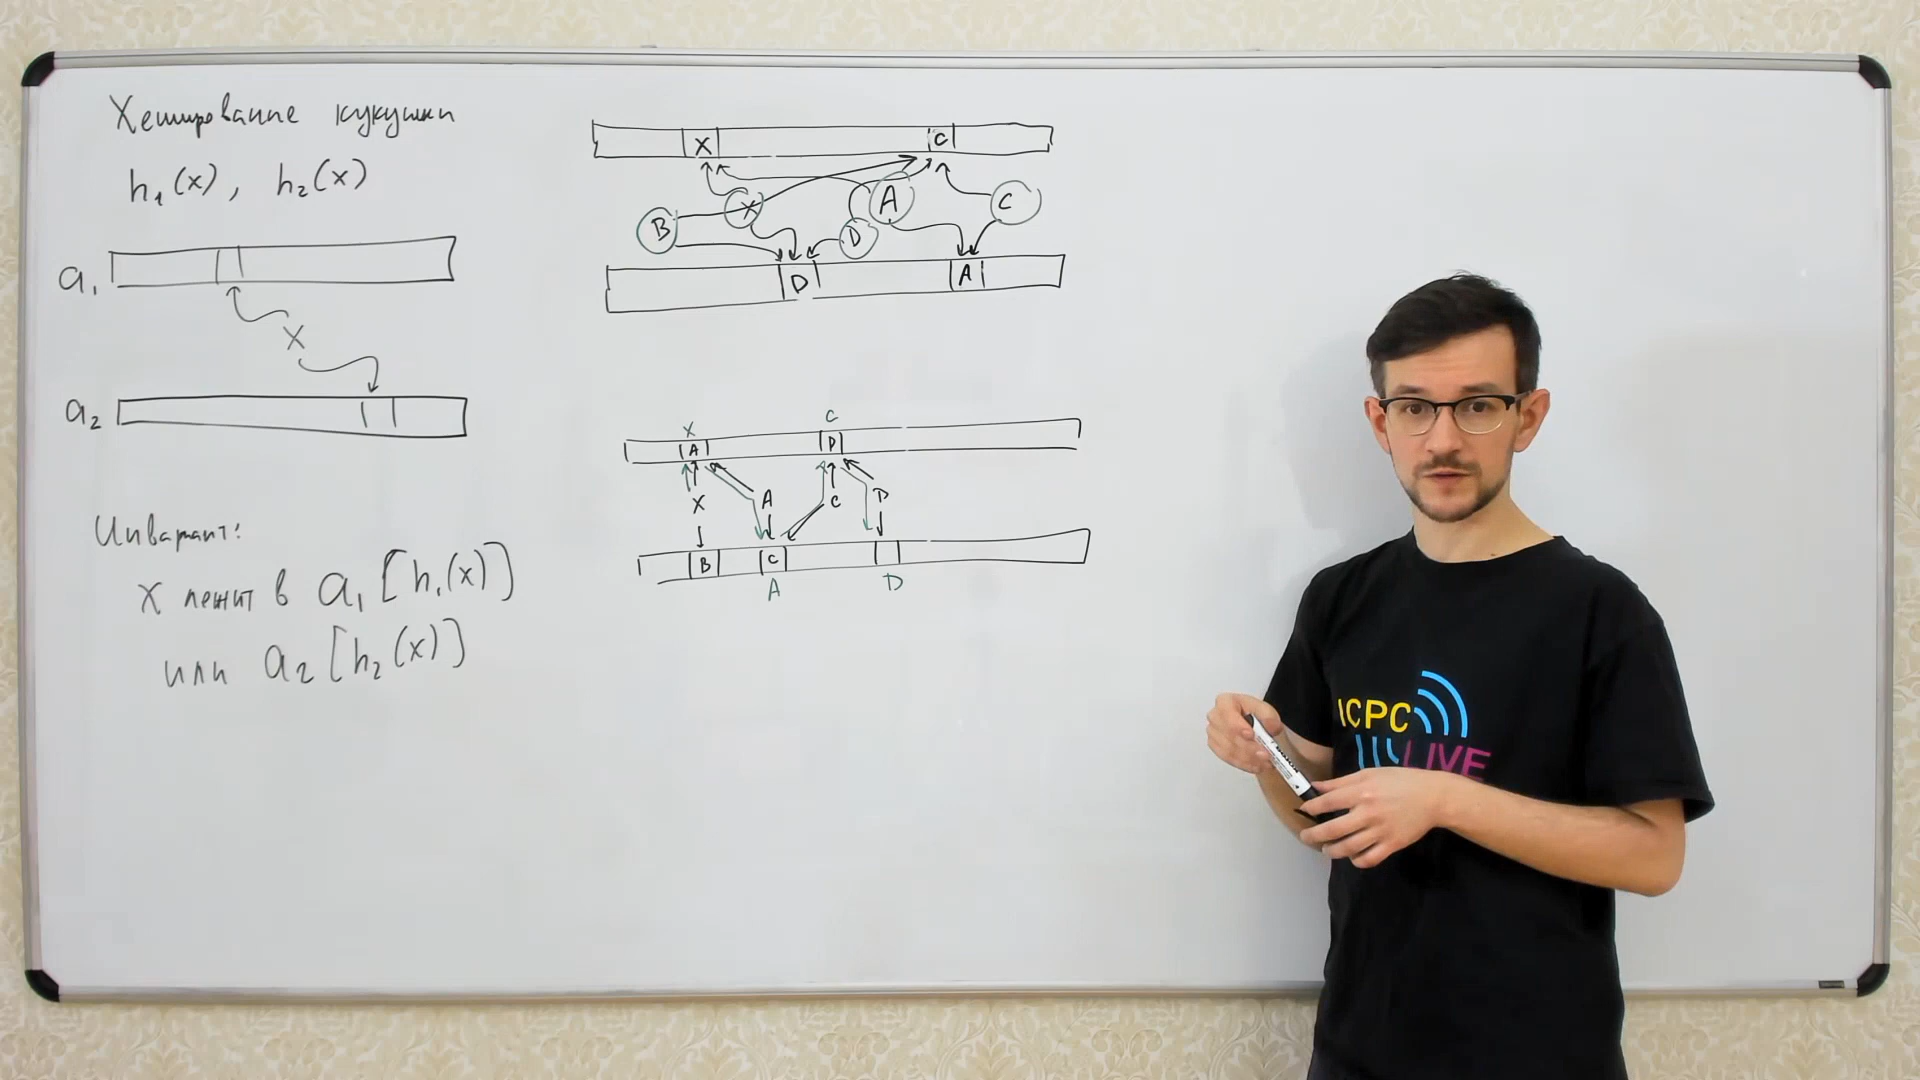 Хеширование кукушки
h₁(x), h₂(x)
a₁
X
a₂
Инвариант:
X лежит в a₁[h₁(x)]
или a₂[h₂(x)]
X C
B X D A C
D A
X C
A D
X A C D
B C
A D
ICPC
LIVE